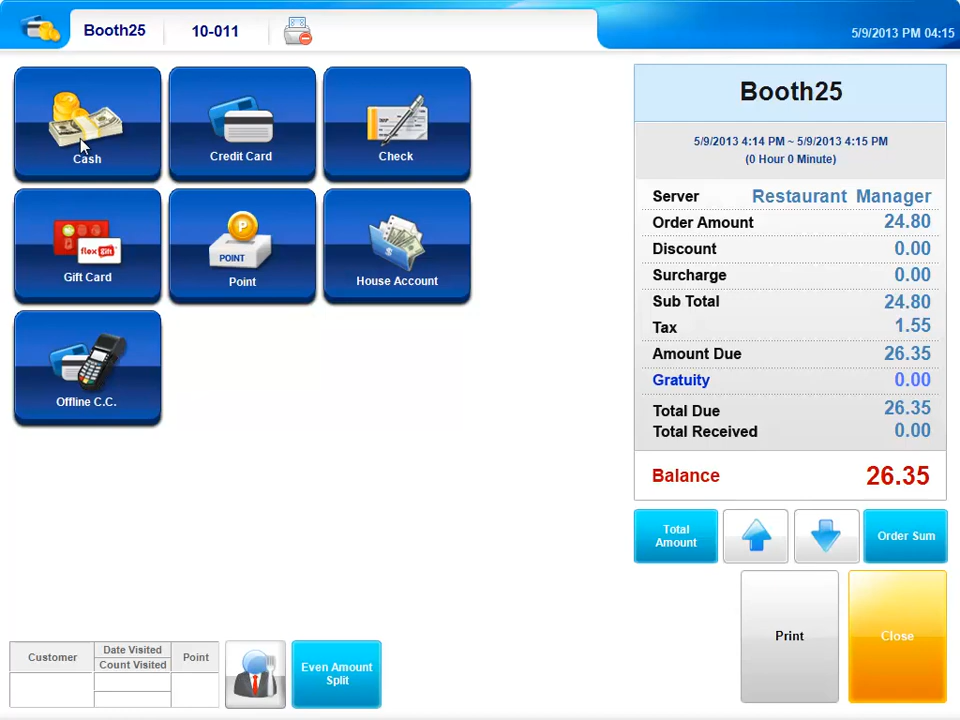 Booth25
10-011
5/9/2013 PM 04:15
Cash
Credit Card
Check
flex gift
Gift Card
P
POINT
Point
$
House Account
Offline C.C.
Booth25
5/9/2013 4:14 PM ~ 5/9/2013 4:15 PM
(0 Hour 0 Minute)
Server Restaurant Manager
Order Amount 24.80
Discount 0.00
Surcharge 0.00
Sub Total 24.80
Tax 1.55
Amount Due 26.35
Gratuity 0.00
Total Due 26.35
Total Received 0.00
Balance 26.35
Total
Amount
Order Sum
Print
Close
Customer
Date Visited
Count Visited
Point
Even Amount
Split